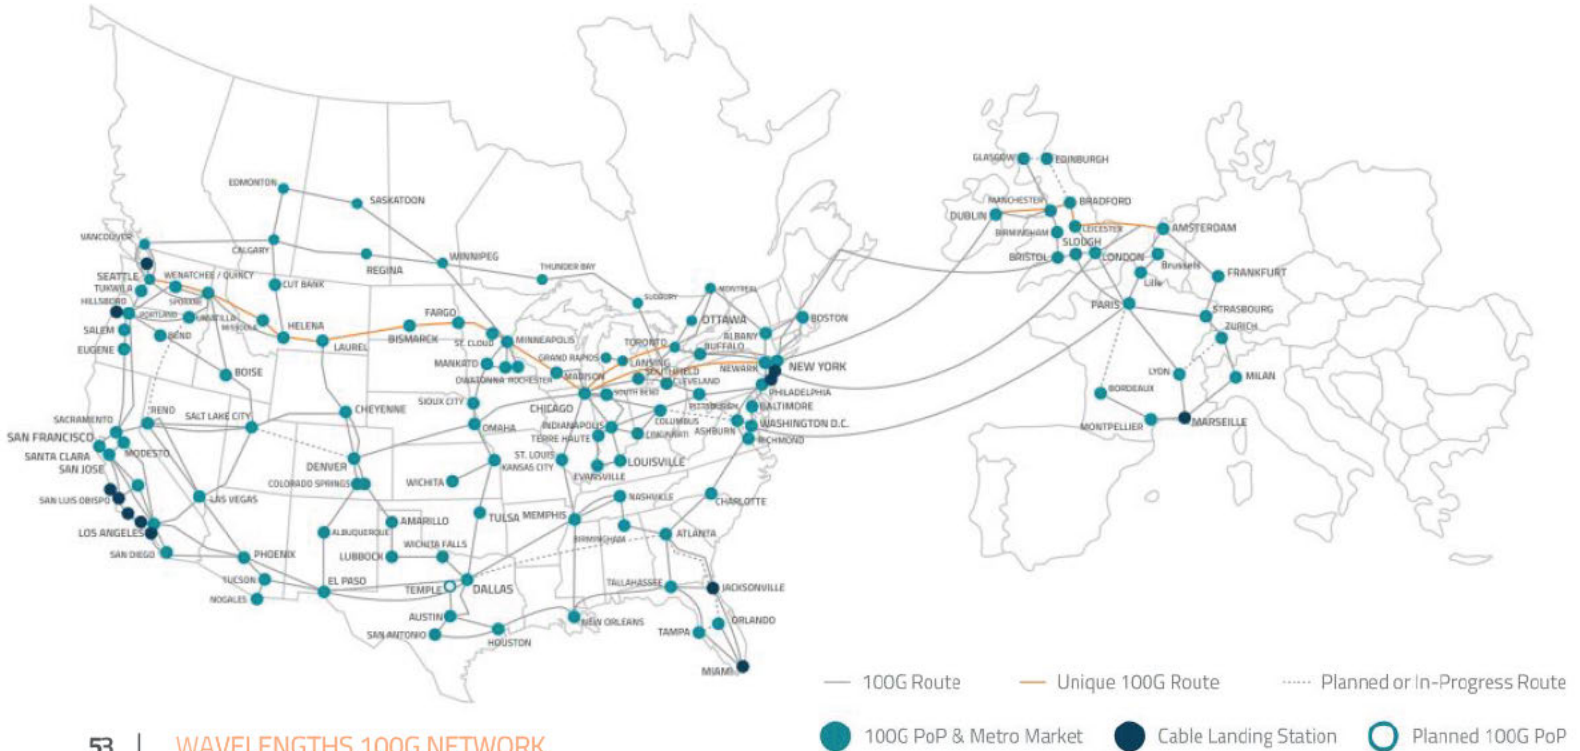 EDMONTON
SASKATOON
VANCOUVER
CALGARY
REGINA
WINNIPEG
THUNDER BAY
SUDBURY
MONTREAL
OTTAWA
TORONTO
SEATTLE
WENATCHEE / QUINCY
TUKWILA
SPOKANE
CUT BANK
HILLSBORO
PORTLAND
UMATILLA
MISSOULA
HELENA
LAUREL
SALEM
BEND
EUGENE
BOISE
BISMARCK
FARGO
ST. CLOUD
MINNEAPOLIS
MANKATO
OWATONNA
ROCHESTER
MADISON
GRAND RAPIDS
LANSING
SOUTHFIELD
BUFFALO
ALBANY
BOSTON
NEWARK
NEW YORK
CLEVELAND
SOUTH BEND
CHICAGO
PITTSBURGH
PHILADELPHIA
BALTIMORE
WASHINGTON D.C.
ASHBURN
RICHMOND
COLUMBUS
INDIANAPOLIS
CINCINNATI
TERRE HAUTE
ST. LOUIS
LOUISVILLE
EVANSVILLE
SIOUX CITY
OMAHA
KANSAS CITY
WICHITA
CHEYENNE
DENVER
COLORADO SPRINGS
SALT LAKE CITY
RENO
SACRAMENTO
SAN FRANCISCO
MODESTO
SANTA CLARA
SAN JOSE
SAN LUIS OBISPO
LAS VEGAS
LOS ANGELES
SAN DIEGO
PHOENIX
TUCSON
NOGALES
ALBUQUERQUE
AMARILLO
LUBBOCK
WICHITA FALLS
EL PASO
TEMPLE
DALLAS
AUSTIN
SAN ANTONIO
HOUSTON
TULSA
MEMPHIS
NASHVILLE
BIRMINGHAM
CHARLOTTE
ATLANTA
TALLAHASSEE
JACKSONVILLE
NEW ORLEANS
TAMPA
ORLANDO
MIAMI
GLASGOW
EDINBURGH
MANCHESTER
BRADFORD
DUBLIN
LEICESTER
BIRMINGHAM
SLOUGH
BRISTOL
LONDON
AMSTERDAM
Brussels
Lille
FRANKFURT
PARIS
STRASBOURG
ZURICH
LYON
MILAN
BORDEAUX
MONTPELLIER
MARSEILLE
100G Route
Unique 100G Route
Planned or In-Progress Route
100G PoP & Metro Market
Cable Landing Station
Planned 100G PoP
53 | WAVELENGTHS 100G NETWORK